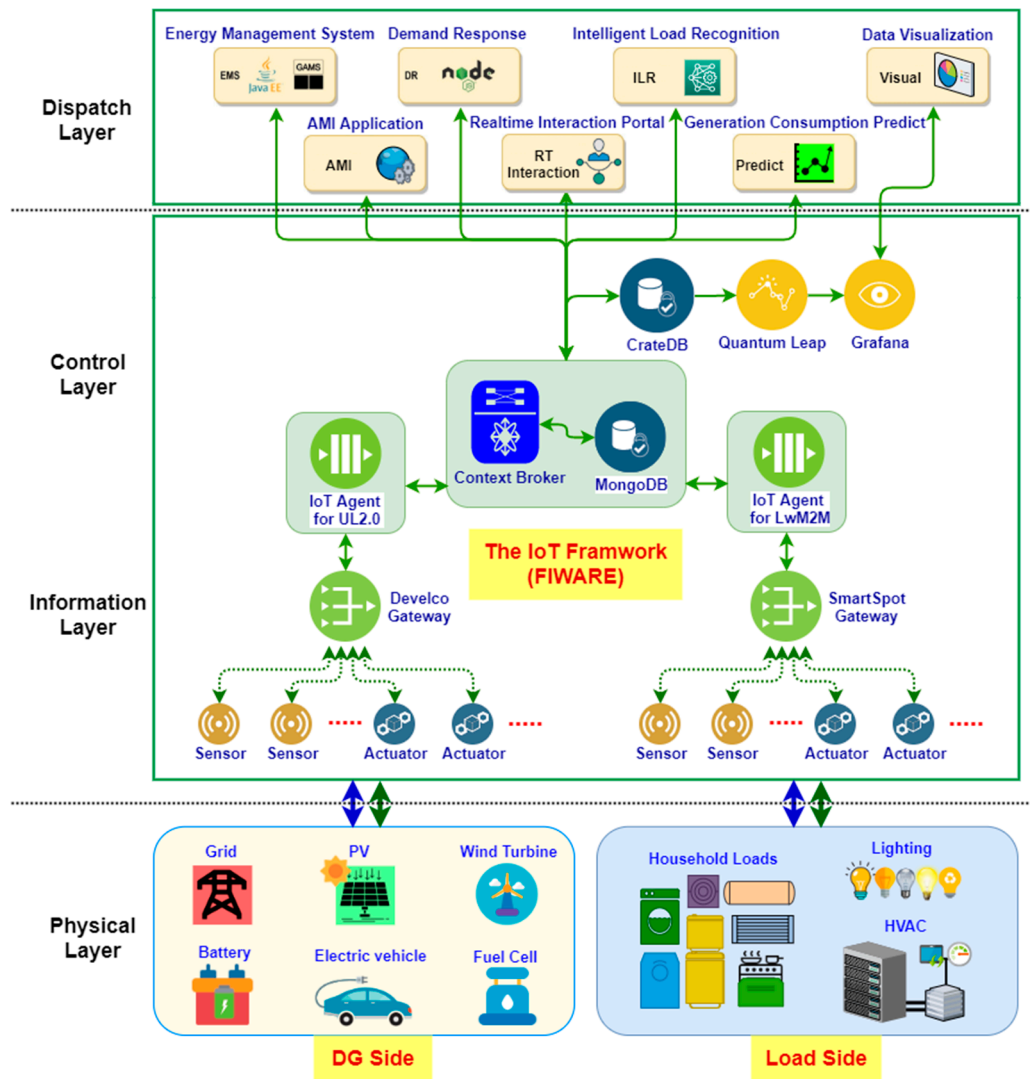 Energy Management System
Demand Response
Intelligent Load Recognition
Data Visualization
EMS
Java EE
GAMS
DR
node
JS
ILR
Visual
Dispatch
Layer
AMI Application
Realtime Interaction Portal
Generation Consumption Predict
AMI
RT
Interaction
Predict
CrateDB
Quantum Leap
Grafana
Control
Layer
Context Broker
MongoDB
IoT Agent
for UL2.0
IoT Agent
for LwM2M
The IoT Framwork
(FIWARE)
Information
Layer
Develco
Gateway
SmartSpot
Gateway
Sensor
Sensor
Actuator
Actuator
Sensor
Sensor
Actuator
Actuator
Physical
Layer
Grid
PV
Wind Turbine
Battery
Electric vehicle
Fuel Cell
Household Loads
Lighting
HVAC
DG Side
Load Side